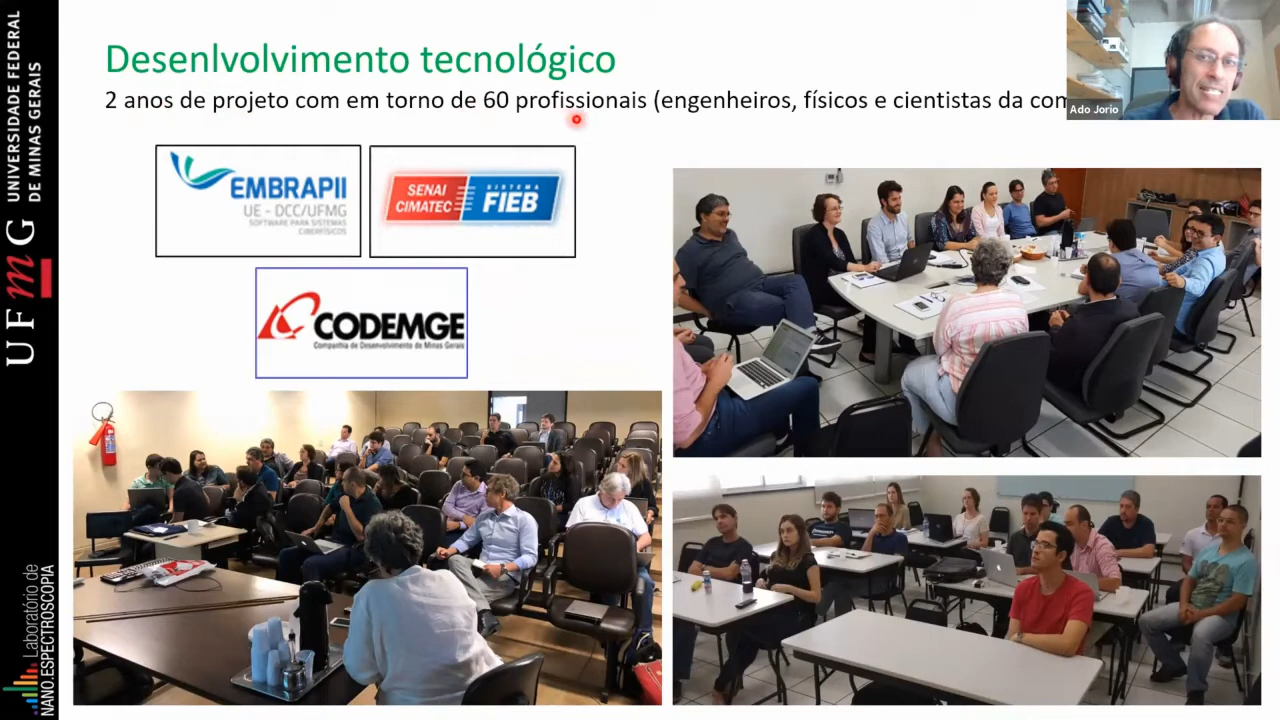 Desenlvolvimento tecnológico
2 anos de projeto com em torno de 60 profissionais (engenheiros, físicos e cientistas da com
Ado Jorio
UFmG
UNIVERSIDADE FEDERAL
DE MINAS GERAIS
EMBRAPII
UE - DCC/UFMG
SOFTWARE PARA SISTEMAS
CIBERFÍSICOS
SENAI
CIMATEC
SISTEMA
FIEB
CODEMGE
Companhia de Desenvolvimento de Minas Gerais
Laboratório de
NANO.ESPECTROSCOPIA